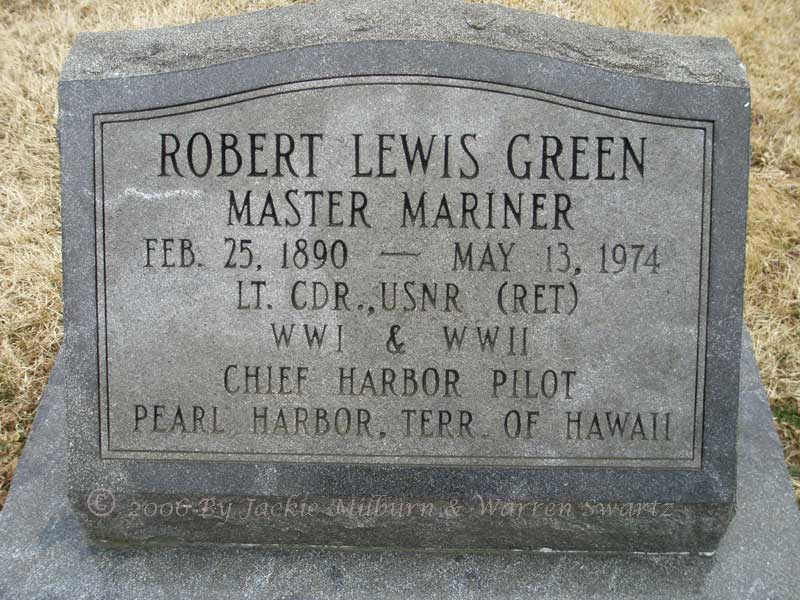 ROBERT LEWIS GREEN
MASTER MARINER
FEB. 25, 1890 — MAY 13, 1974
LT. CDR., USNR (RET)
WWI & WWII
CHIEF HARBOR PILOT
PEARL HARBOR, TERR. OF HAWAII
© 2006 By Jackie Milburn & Warren Swartz